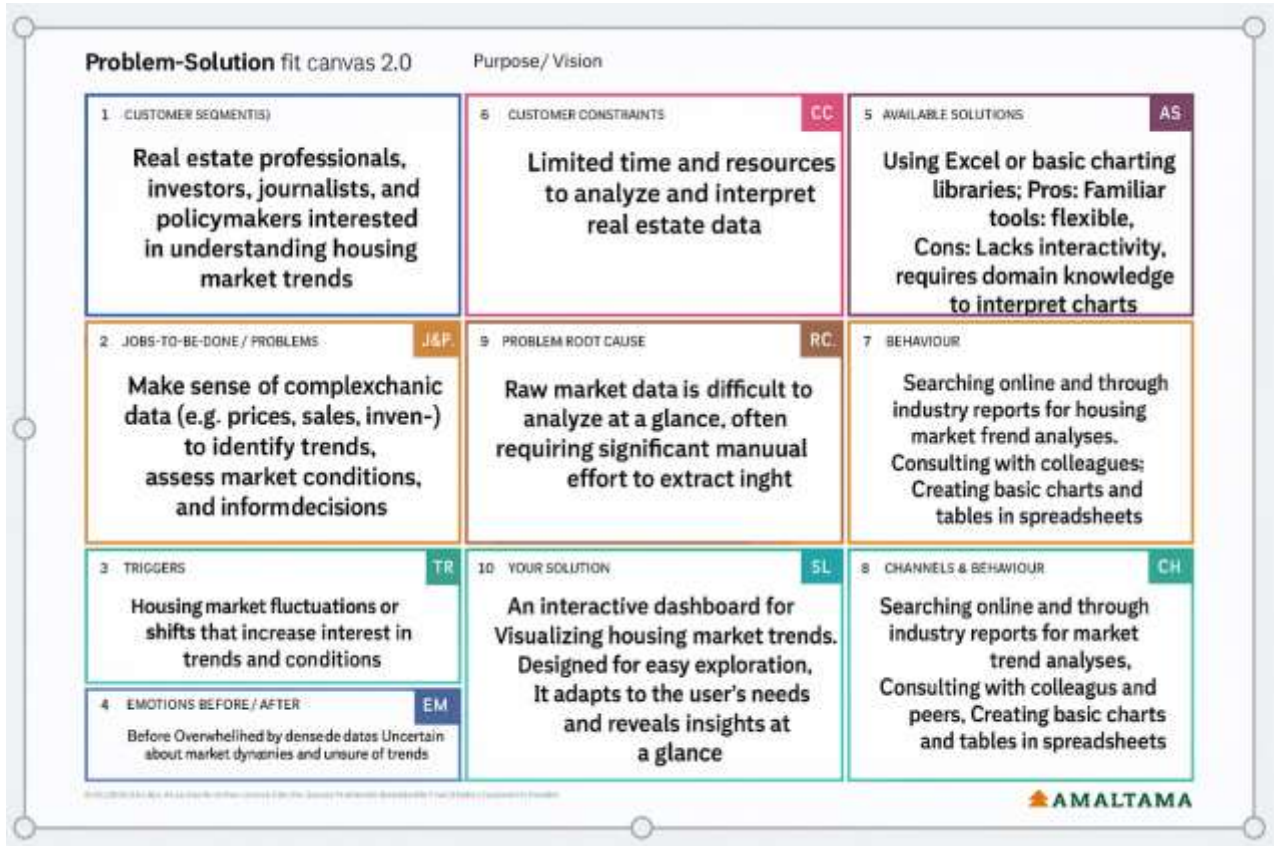 Problem-Solution fit canvas 2.0
Purpose/ Vision
1 CUSTOMER SEGMENT(S)
Real estate professionals,
investors, journalists, and
policymakers interested
in understanding housing
market trends
6 CUSTOMER CONSTRAINTS
CC
Limited time and resources
to analyze and interpret
real estate data
5 AVAILABLE SOLUTIONS
AS
Using Excel or basic charting
libraries; Pros: Familiar
tools: flexible,
Cons: Lacks interactivity,
requires domain knowledge
to interpret charts
2 JOBS-TO-BE-DONE / PROBLEMS
J&P.
Make sense of complexchanic
data (e.g. prices, sales, inven-)
to identify trends,
assess market conditions,
and informdecisions
9 PROBLEM ROOT CAUSE
RC.
Raw market data is difficult to
analyze at a glance, often
requiring significant manuual
effort to extract inght
7 BEHAVIOUR
Searching online and through
industry reports for housing
market frend analyses.
Consulting with colleagues;
Creating basic charts and
tables in spreadsheets
3 TRIGGERS
TR
Housing market fluctuations or
shifts that increase interest in
trends and conditions
4 EMOTIONS BEFORE / AFTER
EM
Before Overwhelihed by densede datas Uncertain
about market dynamies and unsure of trends
10 YOUR SOLUTION
SL
An interactive dashboard for
Visualizing housing market trends.
Designed for easy exploration,
It adapts to the user's needs
and reveals insights at
a glance
8 CHANNELS & BEHAVIOUR
CH
Searching online and through
industry reports for market
trend analyses,
Consulting with colleagus and
peers, Creating basic charts
and tables in spreadsheets
AMALTAMA